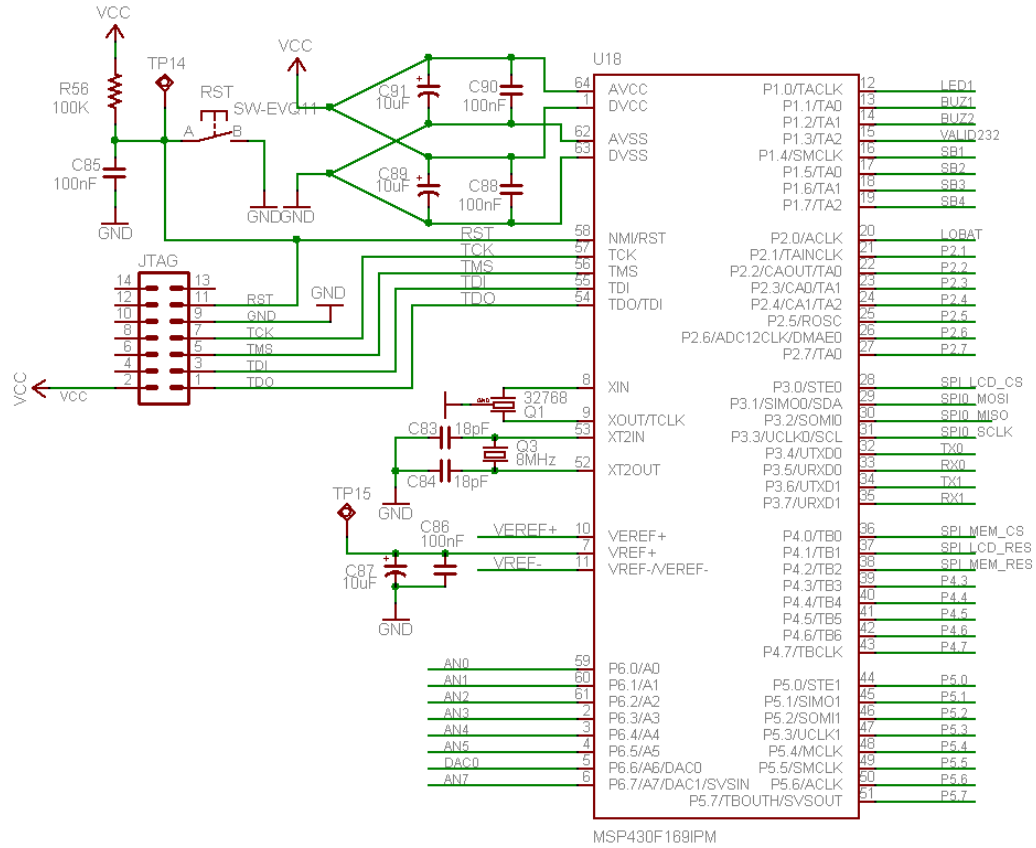 VCC
R56
100K
TP14
RST
SW-EVQ11
A
B
C85
100nF
GND
GND
GND
VCC
C91
10uF
C90
100nF
C89
10uF
C88
100nF
RST
TCK
TMS
TDI
TDO
JTAG
14
13
12
11
RST
10
9
GND
GND
8
7
TCK
6
5
TMS
4
3
TDI
2
1
TDO
VCC
VCC
GND
32768
Q1
C83
18pF
Q3
8MHz
C84
18pF
GND
TP15
C86
100nF
C87
10uF
GND
VEREF+
VREF-
AN0
AN1
AN2
AN3
AN4
AN5
DAC0
AN7
U18
64 AVCC
1 DVCC
62 AVSS
63 DVSS
58 NMI/RST
57 TCK
56 TMS
55 TDI
54 TDO/TDI
8 XIN
9 XOUT/TCLK
53 XT2IN
52 XT2OUT
10 VEREF+
7 VREF+
11 VREF-/VEREF-
59 P6.0/A0
60 P6.1/A1
61 P6.2/A2
2 P6.3/A3
3 P6.4/A4
4 P6.5/A5
5 P6.6/A6/DAC0
6 P6.7/A7/DAC1/SVSIN
P1.0/TACLK 12 LED1
P1.1/TA0 13 BUZ1
P1.2/TA1 14 BUZ2
P1.3/TA2 15 VALID232
P1.4/SMCLK 16 SB1
P1.5/TA0 17 SB2
P1.6/TA1 18 SB3
P1.7/TA2 19 SB4
P2.0/ACLK 20 LOBAT
P2.1/TAINCLK 21 P2.1
P2.2/CAOUT/TA0 22 P2.2
P2.3/CA0/TA1 23 P2.3
P2.4/CA1/TA2 24 P2.4
P2.5/ROSC 25 P2.5
P2.6/ADC12CLK/DMAE0 26 P2.6
P2.7/TA0 27 P2.7
P3.0/STE0 28 SPI_LCD_CS
P3.1/SIMO0/SDA 29 SPI0_MOSI
P3.2/SOMI0 30 SPI0_MISO
P3.3/UCLK0/SCL 31 SPI0_SCLK
P3.4/UTXD0 32 TX0
P3.5/URXD0 33 RX0
P3.6/UTXD1 34 TX1
P3.7/URXD1 35 RX1
P4.0/TB0 36 SPI_MEM_CS
P4.1/TB1 37 SPI_LCD_RES
P4.2/TB2 38 SPI_MEM_RES
P4.3/TB3 39 P4.3
P4.4/TB4 40 P4.4
P4.5/TB5 41 P4.5
P4.6/TB6 42 P4.6
P4.7/TBCLK 43 P4.7
P5.0/STE1 44 P5.0
P5.1/SIMO1 45 P5.1
P5.2/SOMI1 46 P5.2
P5.3/UCLK1 47 P5.3
P5.4/MCLK 48 P5.4
P5.5/SMCLK 49 P5.5
P5.6/ACLK 50 P5.6
P5.7/TBOUTH/SVSOUT 51 P5.7
MSP430F169IPM